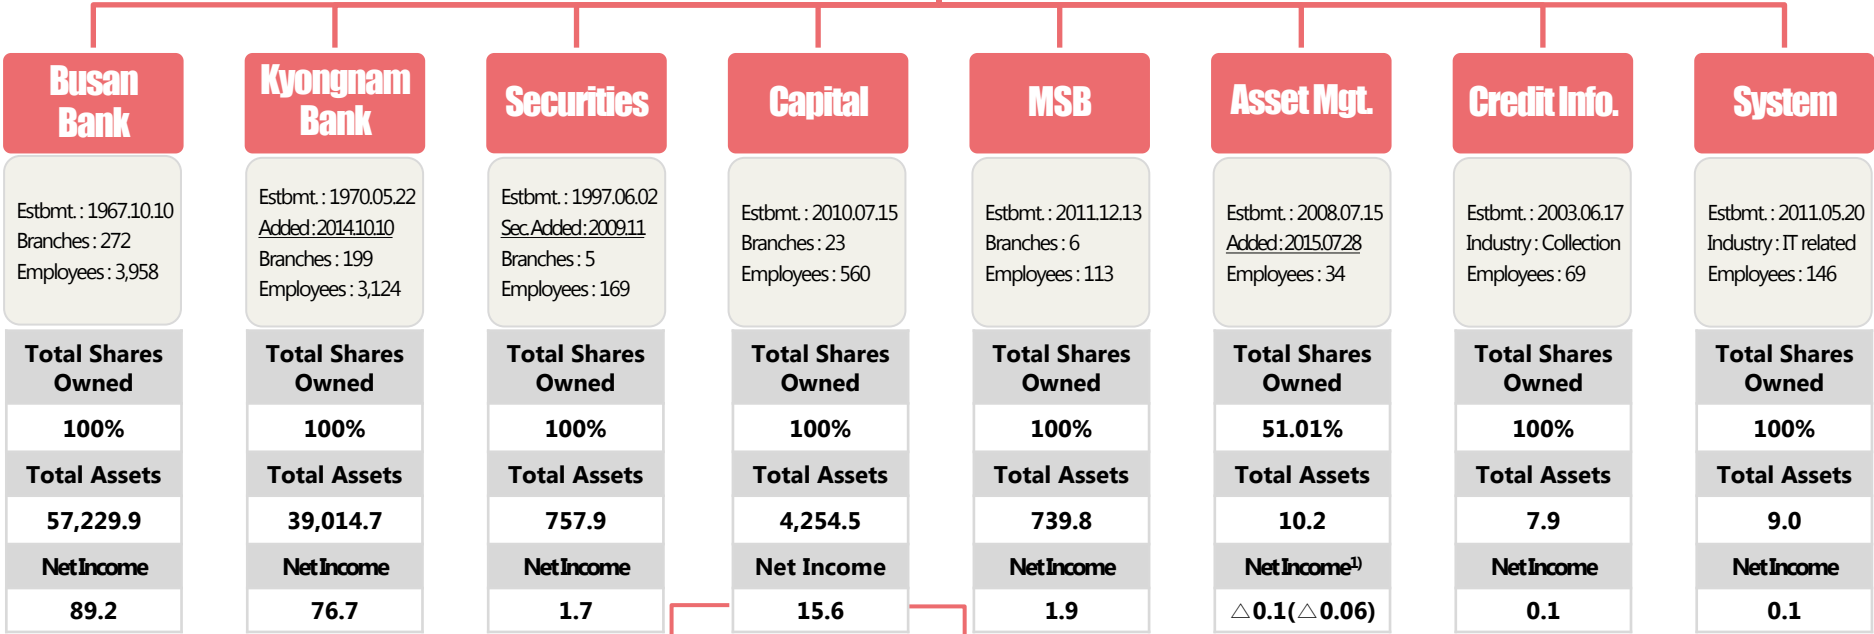 Busan
Bank
Estbmt. : 1967.10.10
Branches : 272
Employees : 3,958
Total Shares
Owned
100%
Total Assets
57,229.9
Net Income
89.2
Kyongnam
Bank
Estbmt. : 1970.05.22
Added : 2014.10.10
Branches : 199
Employees : 3,124
Total Shares
Owned
100%
Total Assets
39,014.7
Net Income
76.7
Securities
Estbmt. : 1997.06.02
Sec. Added : 2009.11
Branches : 5
Employees : 169
Total Shares
Owned
100%
Total Assets
757.9
Net Income
1.7
Capital
Estbmt. : 2010.07.15
Branches : 23
Employees : 560
Total Shares
Owned
100%
Total Assets
4,254.5
Net Income
15.6
MSB
Estbmt. : 2011.12.13
Branches : 6
Employees : 113
Total Shares
Owned
100%
Total Assets
739.8
Net Income
1.9
Asset Mgt.
Estbmt. : 2008.07.15
Added : 2015.07.28
Employees : 34
Total Shares
Owned
51.01%
Total Assets
10.2
Net Income1)
△0.1(△0.06)
Credit Info.
Estbmt. : 2003.06.17
Industry : Collection
Employees : 69
Total Shares
Owned
100%
Total Assets
7.9
Net Income
0.1
System
Estbmt. : 2011.05.20
Industry : IT related
Employees : 146
Total Shares
Owned
100%
Total Assets
9.0
Net Income
0.1